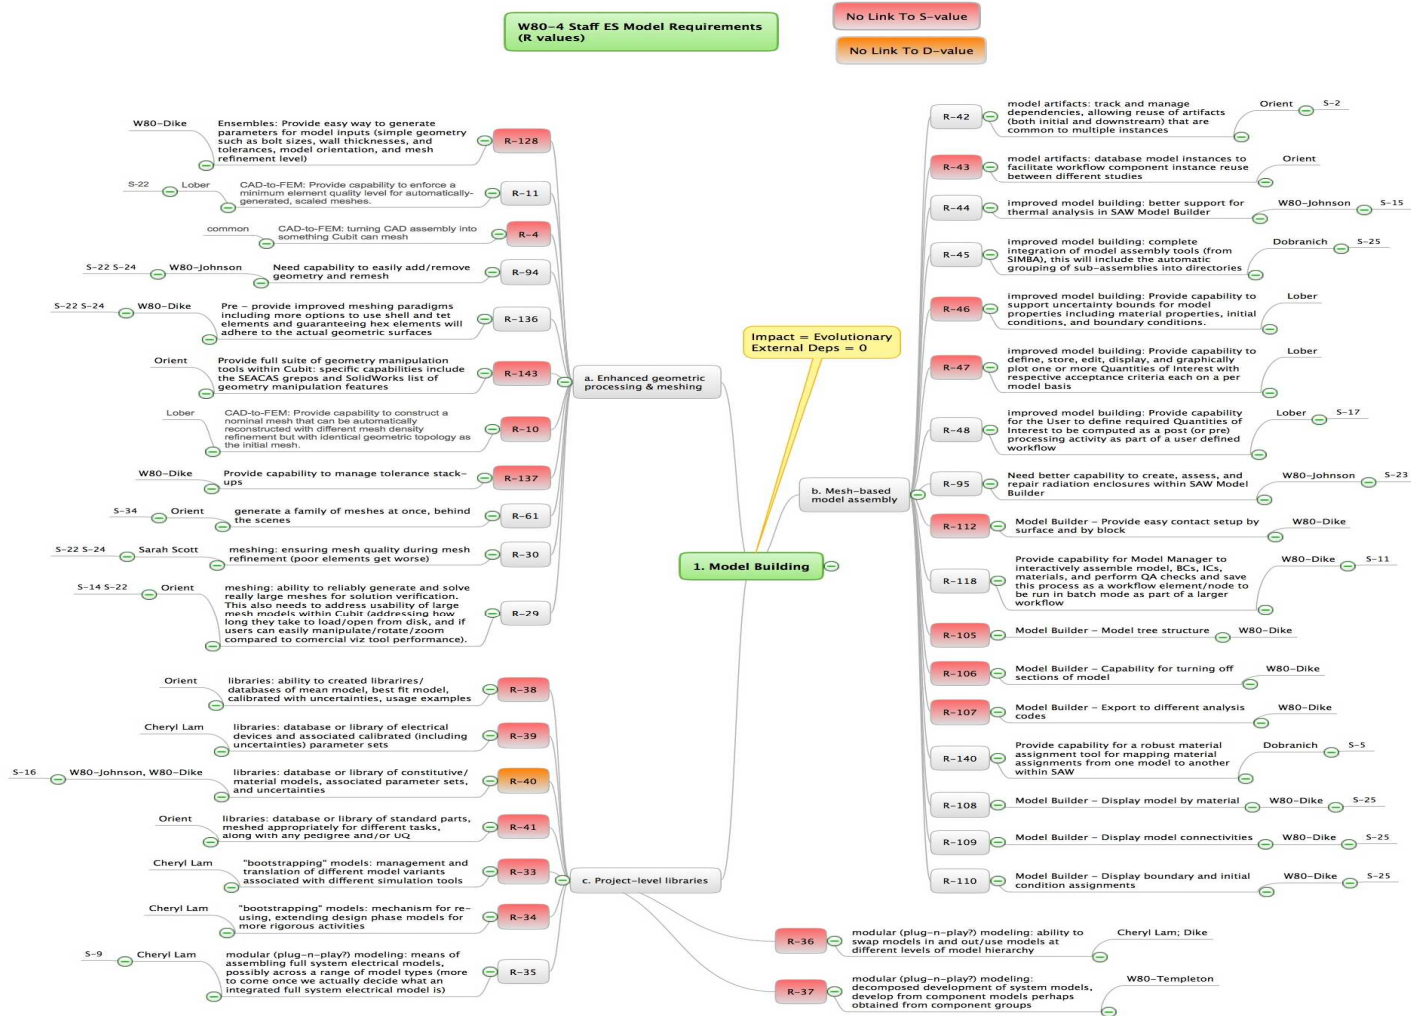 W80-4 Staff ES Model Requirements
(R values)
No Link To S-value
No Link To D-value
Impact = Evolutionary
External Deps = 0
1. Model Building
a. Enhanced geometric
processing & meshing
W80-Dike
Ensembles: Provide easy way to generate
parameters for model inputs (simple geometry
such as bolt sizes, wall thicknesses, and
tolerances, model orientation, and mesh
refinement level)
R-128
S-22
Lober
CAD-to-FEM: Provide capability to enforce a
minimum element quality level for automatically-
generated, scaled meshes.
R-11
common
CAD-to-FEM: turning CAD assembly into
something Cubit can mesh
R-4
S-22 S-24
W80-Johnson
Need capability to easily add/remove
geometry and remesh
R-94
S-22 S-24
W80-Dike
Pre - provide improved meshing paradigms
including more options to use shell and tet
elements and guaranteeing hex elements will
adhere to the actual geometric surfaces
R-136
Orient
Provide full suite of geometry manipulation
tools within Cubit: specific capabilities include
the SEACAS grepos and SolidWorks list of
geometry manipulation features
R-143
Lober
CAD-to-FEM: Provide capability to construct a
nominal mesh that can be automatically
reconstructed with different mesh density
refinement but with identical geometric topology as
the initial mesh.
R-10
W80-Dike
Provide capability to manage tolerance stack-
ups
R-137
S-34
Orient
generate a family of meshes at once, behind
the scenes
R-61
S-22 S-24
Sarah Scott
meshing: ensuring mesh quality during mesh
refinement (poor elements get worse)
R-30
S-14 S-22
Orient
meshing: ability to reliably generate and solve
really large meshes for solution verification.
This also needs to address usability of large
mesh models within Cubit (addressing how
long they take to load/open from disk, and if
users can easily manipulate/rotate/zoom
compared to comercial viz tool performance).
R-29
b. Mesh-based
model assembly
R-42
model artifacts: track and manage
dependencies, allowing reuse of artifacts
(both initial and downstream) that are
common to multiple instances
Orient
S-2
R-43
model artifacts: database model instances to
facilitate workflow component instance reuse
between different studies
Orient
R-44
improved model building: better support for
thermal analysis in SAW Model Builder
W80-Johnson
S-15
R-45
improved model building: complete
integration of model assembly tools (from
SIMBA), this will include the automatic
grouping of sub-assemblies into directories
Dobranich
S-25
R-46
improved model building: Provide capability to
support uncertainty bounds for model
properties including material properties, initial
conditions, and boundary conditions.
Lober
R-47
improved model building: Provide capability to
define, store, edit, display, and graphically
plot one or more Quantities of Interest with
respective acceptance criteria each on a per
model basis
Lober
R-48
improved model building: Provide capability
for the User to define required Quantities of
Interest to be computed as a post (or pre)
processing activity as part of a user defined
workflow
Lober
S-17
R-95
Need better capability to create, assess, and
repair radiation enclosures within SAW Model
Builder
W80-Johnson
S-23
R-112
Model Builder - Provide easy contact setup by
surface and by block
W80-Dike
R-118
Provide capability for Model Manager to
interactively assemble model, BCs, ICs,
materials, and perform QA checks and save
this process as a workflow element/node to
be run in batch mode as part of a larger
workflow
W80-Dike
S-11
R-105
Model Builder - Model tree structure
W80-Dike
R-106
Model Builder - Capability for turning off
sections of model
W80-Dike
R-107
Model Builder - Export to different analysis
codes
W80-Dike
R-140
Provide capability for a robust material
assignment tool for mapping material
assignments from one model to another
within SAW
Dobranich
S-5
R-108
Model Builder - Display model by material
W80-Dike
S-25
R-109
Model Builder - Display model connectivities
W80-Dike
S-25
R-110
Model Builder - Display boundary and initial
condition assignments
W80-Dike
S-25
c. Project-level libraries
Orient
libraries: ability to created librarires/
databases of mean model, best fit model,
calibrated with uncertainties, usage examples
R-38
Cheryl Lam
libraries: database or library of electrical
devices and associated calibrated (including
uncertainties) parameter sets
R-39
S-16
W80-Johnson, W80-Dike
libraries: database or library of constitutive/
material models, associated parameter sets,
and uncertainties
R-40
Orient
libraries: database or library of standard parts,
meshed appropriately for different tasks,
along with any pedigree and/or UQ
R-41
Cheryl Lam
"bootstrapping" models: management and
translation of different model variants
associated with different simulation tools
R-33
Cheryl Lam
"bootstrapping" models: mechanism for re-
using, extending design phase models for
more rigorous activities
R-34
S-9
Cheryl Lam
modular (plug-n-play?) modeling: means of
assembling full system electrical models,
possibly across a range of model types (more
to come once we actually decide what an
integrated full system electrical model is)
R-35
R-36
modular (plug-n-play?) modeling: ability to
swap models in and out/use models at
different levels of model hierarchy
Cheryl Lam; Dike
R-37
modular (plug-n-play?) modeling:
decomposed development of system models,
develop from component models perhaps
obtained from component groups
W80-Templeton